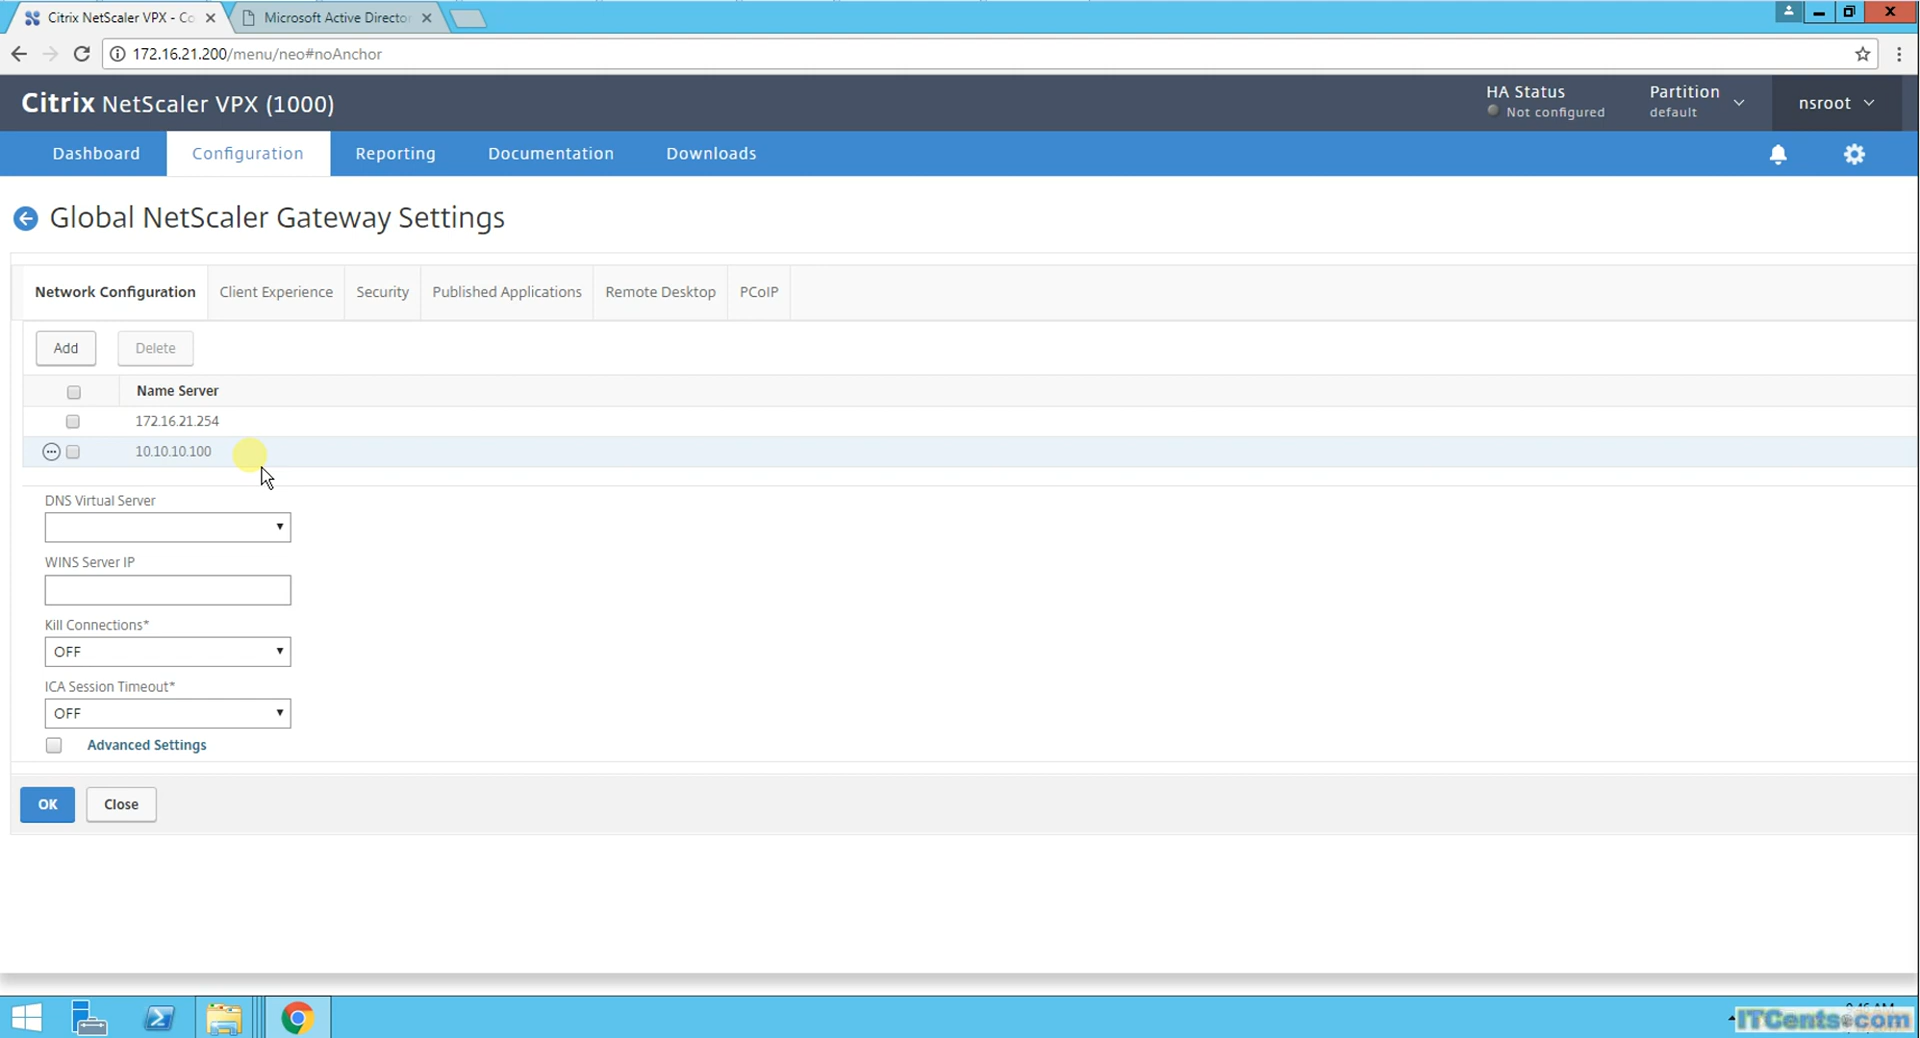 Citrix NetScaler VPX - Co
Microsoft Active Director
172.16.21.200/menu/neo#noAnchor
Citrix NetScaler VPX (1000)
HA Status
Not configured
Partition
default
nsroot
Dashboard
Configuration
Reporting
Documentation
Downloads
Global NetScaler Gateway Settings
Network Configuration
Client Experience
Security
Published Applications
Remote Desktop
PCoIP
Add
Delete
Name Server
172.16.21.254
10.10.10.100
DNS Virtual Server
WINS Server IP
Kill Connections*
OFF
ICA Session Timeout*
OFF
Advanced Settings
OK
Close
ITCents.com